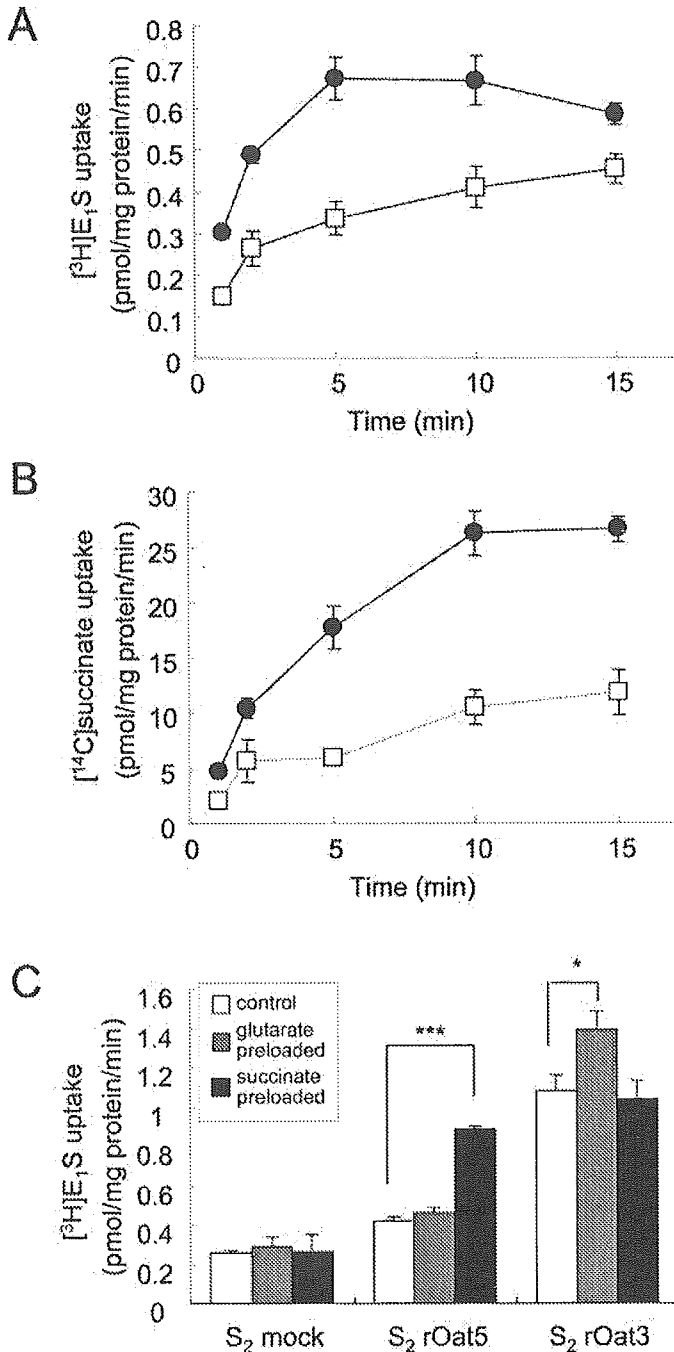 A
[³H]E₁S uptake
(pmol/mg protein/min)
0.8
0.7
0.6
0.5
0.4
0.3
0.2
0.1
0
0 5 10 15
Time (min)
B
[¹⁴C]succinate uptake
(pmol/mg protein/min)
30
25
20
15
10
5
0
0 5 10 15
Time (min)
C
[³H]E₁S uptake
(pmol/mg protein/min)
1.6
1.4
1.2
1
0.8
0.6
0.4
0.2
0
control
glutarate
preloaded
succinate
preloaded
***
*
S₂ mock S₂ rOat5 S₂ rOat3